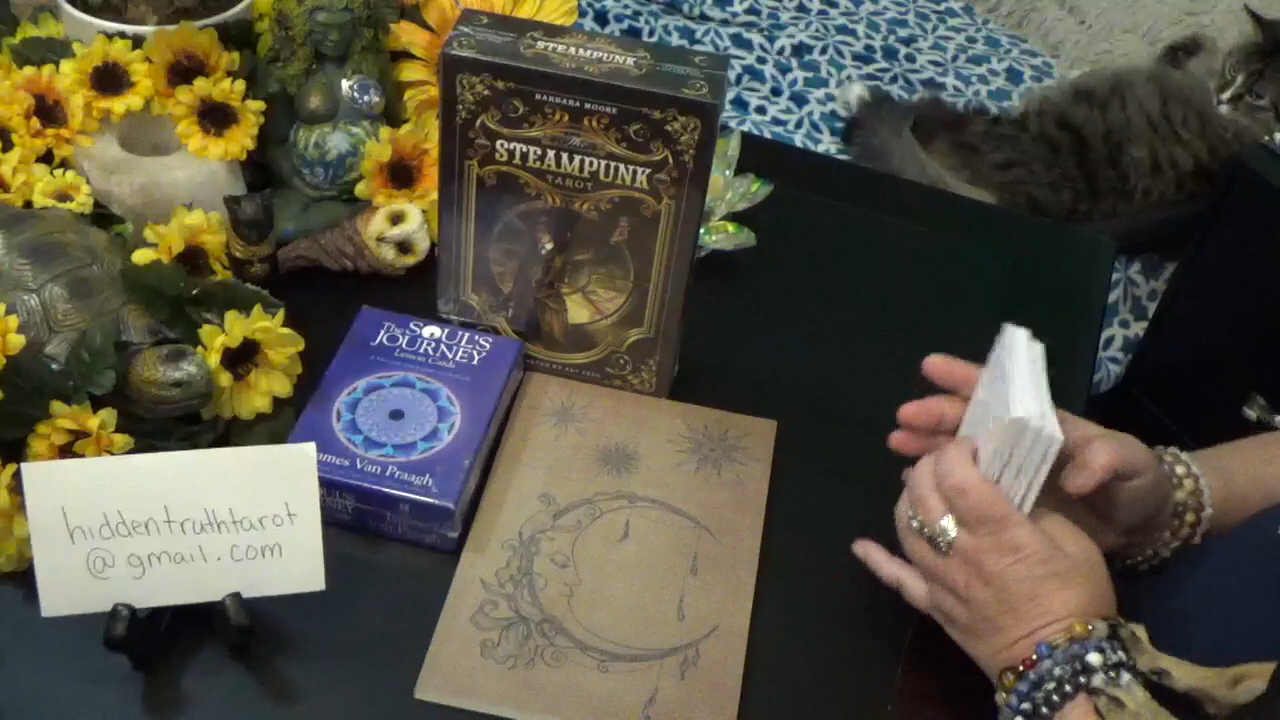 STEAMPUNK
BARBARA MOORE
The
STEAMPUNK
TAROT
The SOUL'S
JOURNEY
Lesson Cards
James Van Praagh
hiddentruthtarot
@gmail.com